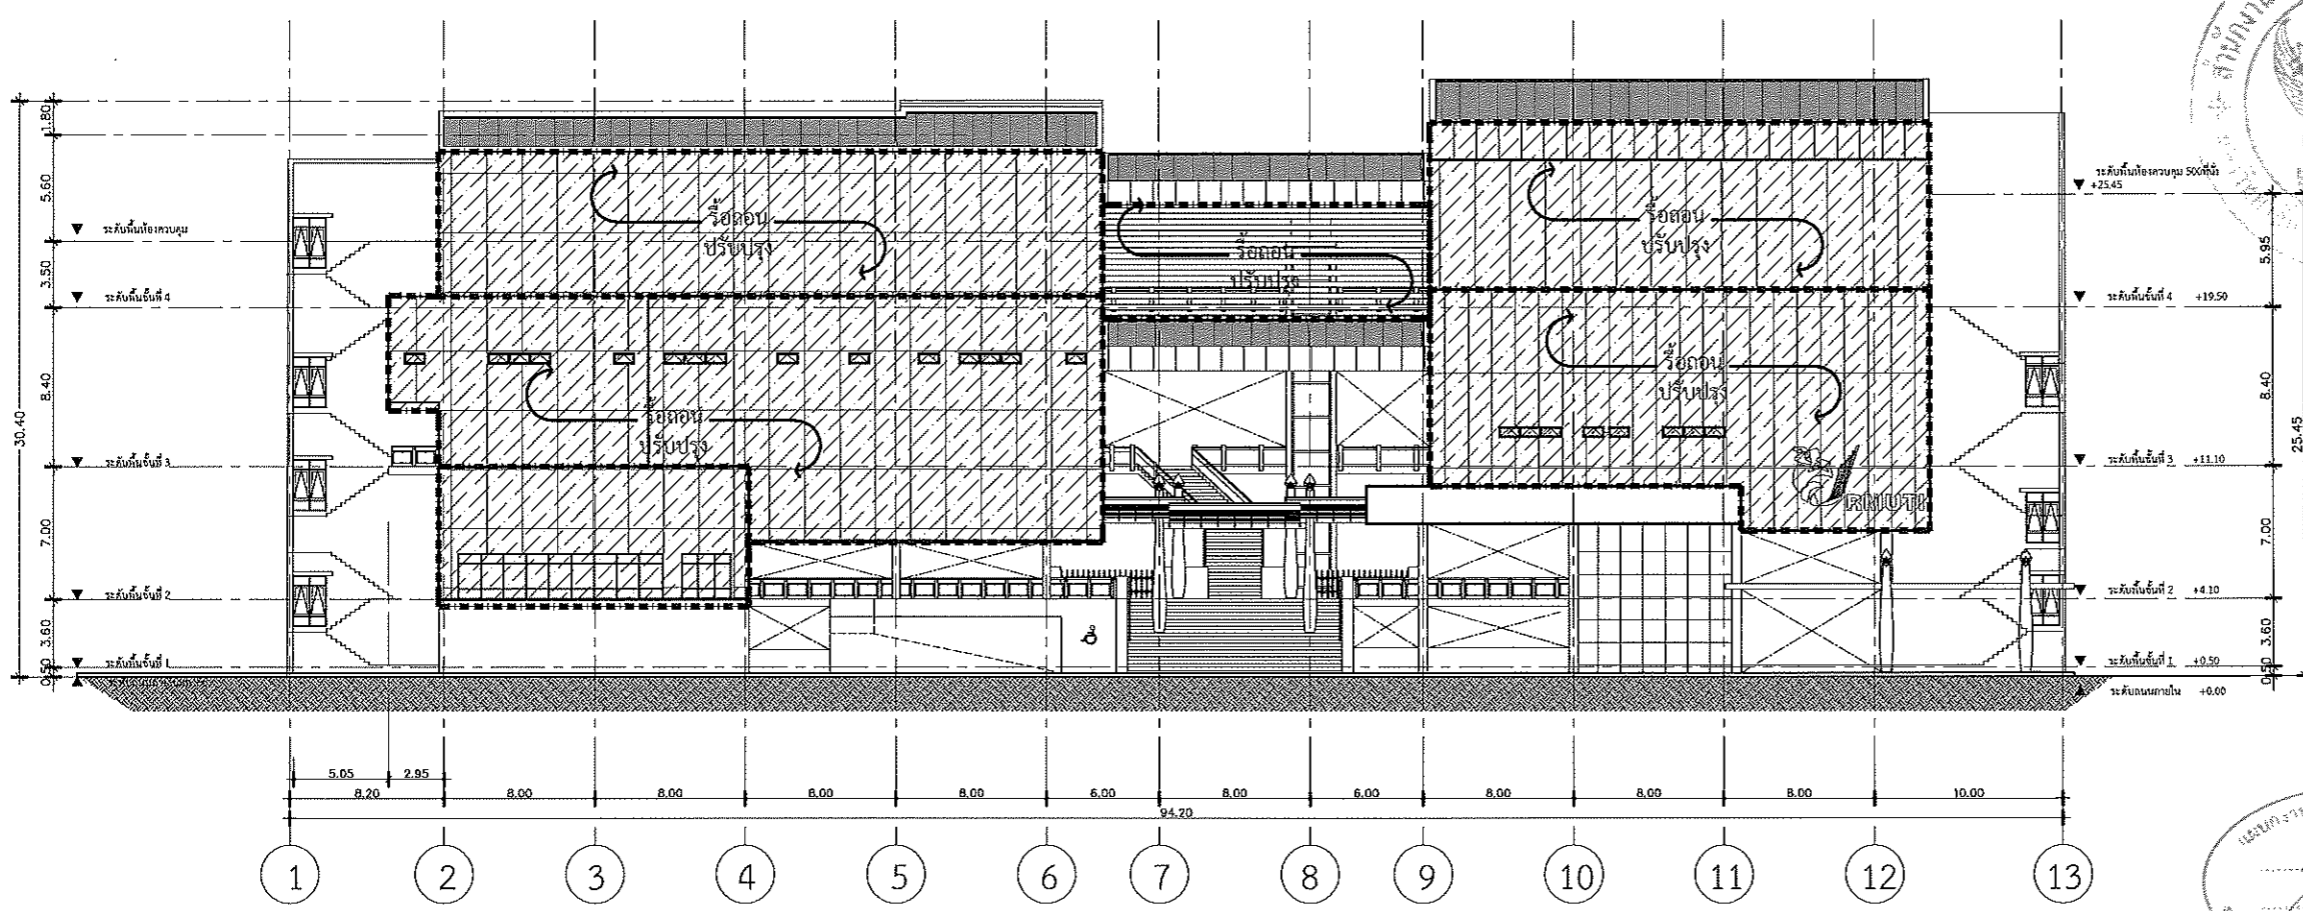 สำนักงาน
ระดับพื้นห้องควบคุม 500ที่นั่ง
+25.45
ระดับพื้นห้องควบคุม
รื้อถอน
ปรับปรุง
รื้อถอน
ปรับปรุง
รื้อถอน
ปรับปรุง
ระดับพื้นชั้นที่ 4
ระดับพื้นชั้นที่ 4 +19.50
รื้อถอน
ปรับปรุง
รื้อถอน
ปรับปรุง
ระดับพื้นชั้นที่ 3
ระดับพื้นชั้นที่ 3 +11.10
RMUTI
ระดับพื้นชั้นที่ 2
ระดับพื้นชั้นที่ 2 +4.10
ระดับพื้นชั้นที่ 1
ระดับพื้นชั้นที่ 1 +0.50
ระดับถนนภายใน +0.00
1.80
5.60
3.50
8.40
7.00
3.60
0.50
30.40
5.95
8.40
7.00
3.60
0.50
25.45
5.05 2.95
8.20 8.00 8.00 8.00 8.00 6.00 8.00 6.00 8.00 8.00 8.00 10.00
94.20
1 2 3 4 5 6 7 8 9 10 11 12 13